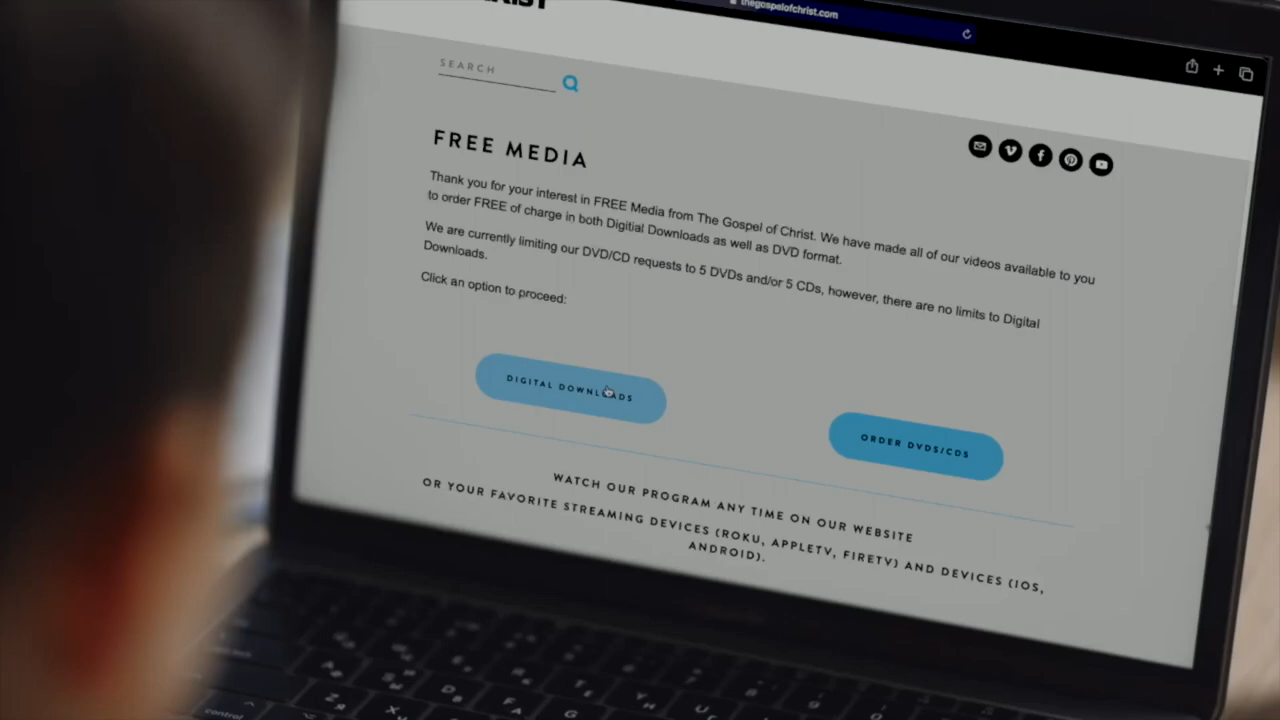 thegospelofchrist.com
SEARCH
FREE MEDIA
Thank you for your interest in FREE Media from The Gospel of Christ. We have made all of our videos available to you
to order FREE of charge in both Digitial Downloads as well as DVD format.
We are currently limiting our DVD/CD requests to 5 DVDs and/or 5 CDs, however, there are no limits to Digital
Downloads.
Click an option to proceed:
DIGITAL DOWNLOADS
ORDER DVDS/CDS
WATCH OUR PROGRAM ANY TIME ON OUR WEBSITE
OR YOUR FAVORITE STREAMING DEVICES (ROKU, APPLETV, FIRETV) AND DEVICES (IOS,
ANDROID).
control